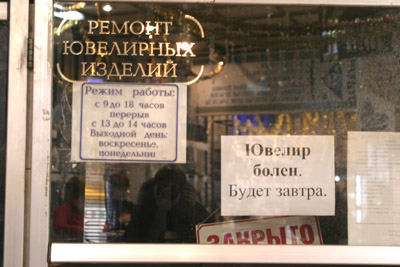 РЕМОНТ
ЮВЕЛИРНЫХ
ИЗДЕЛИЙ
Режим работы:
с 9 до 18 часов
перерыв
с 13 до 14 часов
Выходной день:
воскресенье,
понедельник
Ювелир
болен.
Будет завтра.
ЗАКРЫТО